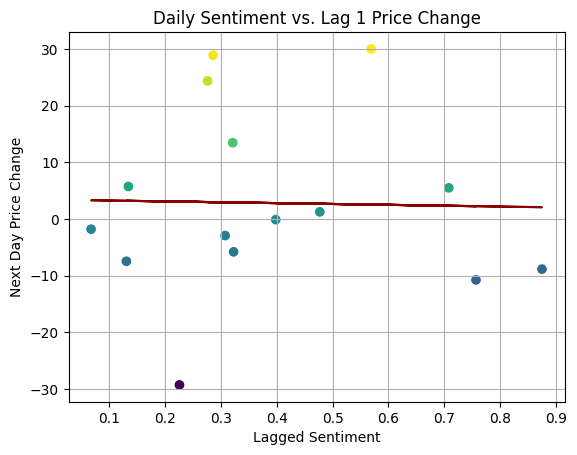 Daily Sentiment vs. Lag 1 Price Change
30
20
10
0
−10
−20
−30
Next Day Price Change
0.1 0.2 0.3 0.4 0.5 0.6 0.7 0.8 0.9
Lagged Sentiment